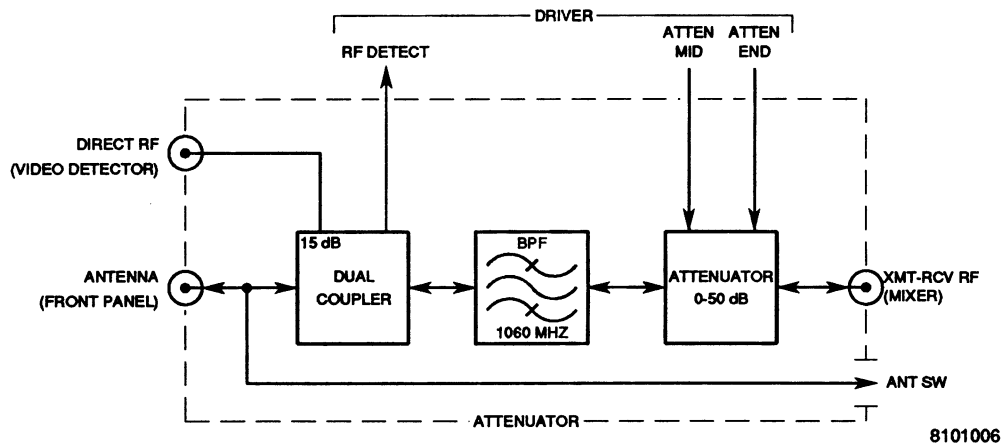 DRIVER
RF DETECT
ATTEN
MID
ATTEN
END
DIRECT RF
(VIDEO DETECTOR)
15 dB
DUAL
COUPLER
BPF
1060 MHZ
ATTENUATOR
0-50 dB
ANTENNA
(FRONT PANEL)
XMT-RCV RF
(MIXER)
ANT SW
ATTENUATOR
8101006